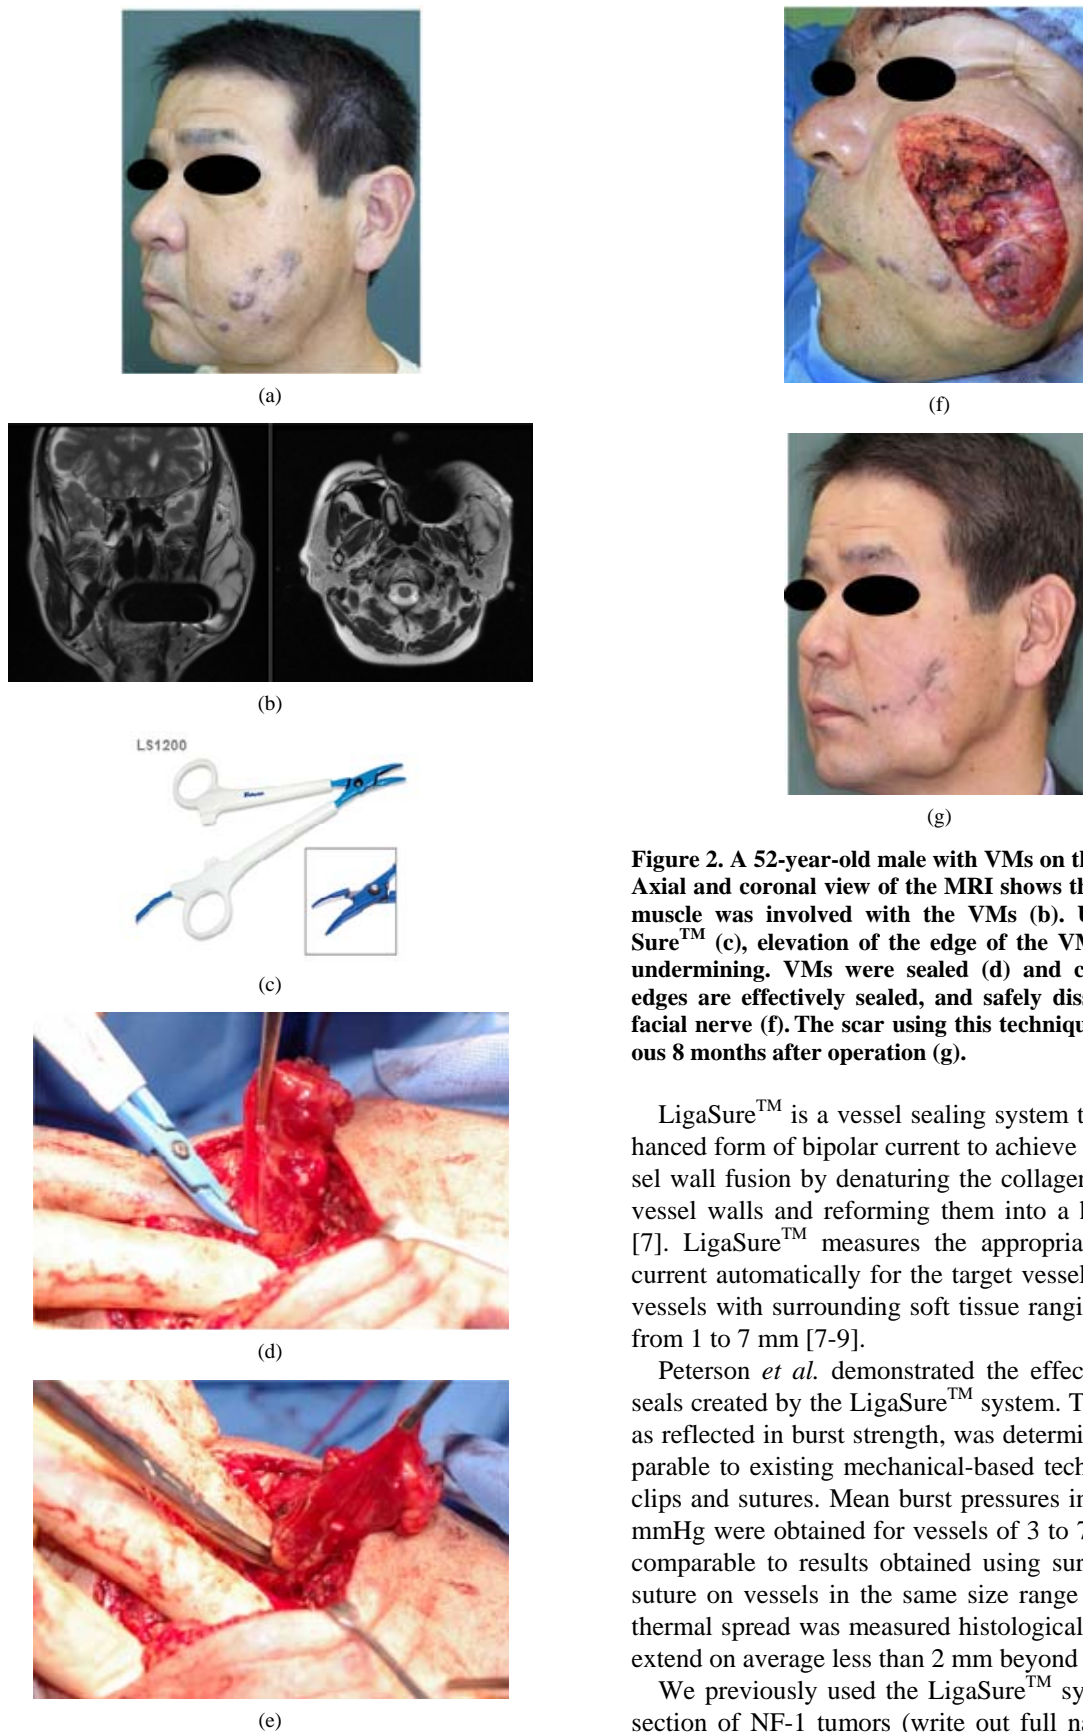 (a)
(b)
LS1200
(c)
(d)
(e)
(f)
(g)
Figure 2. A 52-year-old male with VMs on th
Axial and coronal view of the MRI shows th
muscle was involved with the VMs (b). U
Sure™ (c), elevation of the edge of the VM
undermining. VMs were sealed (d) and c
edges are effectively sealed, and safely diss
facial nerve (f). The scar using this techniqu
ous 8 months after operation (g).
LigaSure™ is a vessel sealing system t
hanced form of bipolar current to achieve
sel wall fusion by denaturing the collagen
vessel walls and reforming them into a h
[7]. LigaSure™ measures the appropria
current automatically for the target vessel
vessels with surrounding soft tissue rangi
from 1 to 7 mm [7-9].
Peterson et al. demonstrated the effec
seals created by the LigaSure™ system. T
as reflected in burst strength, was determi
parable to existing mechanical-based tech
clips and sutures. Mean burst pressures in
mmHg were obtained for vessels of 3 to 7
comparable to results obtained using sur
suture on vessels in the same size range
thermal spread was measured histological
extend on average less than 2 mm beyond
We previously used the LigaSure™ sy
section of NF-1 tumors (write out full na